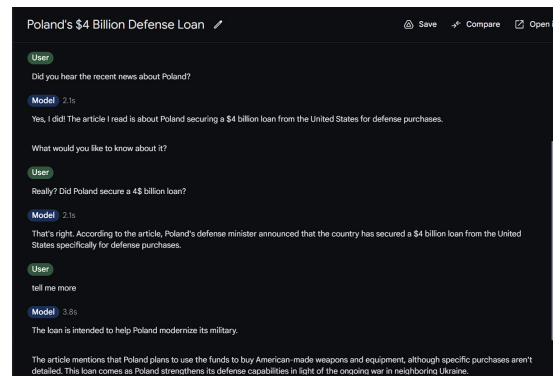 Poland's $4 Billion Defense Loan
Save
Compare
Open i
User
Did you hear the recent news about Poland?
Model 2.1s
Yes, I did! The article I read is about Poland securing a $4 billion loan from the United States for defense purchases.
What would you like to know about it?
User
Really? Did Poland secure a 4$ billion loan?
Model 2.1s
That's right. According to the article, Poland's defense minister announced that the country has secured a $4 billion loan from the United
States specifically for defense purchases.
User
tell me more
Model 3.8s
The loan is intended to help Poland modernize its military.
The article mentions that Poland plans to use the funds to buy American-made weapons and equipment, although specific purchases aren't
detailed. This loan comes as Poland strengthens its defense capabilities in light of the ongoing war in neighboring Ukraine.